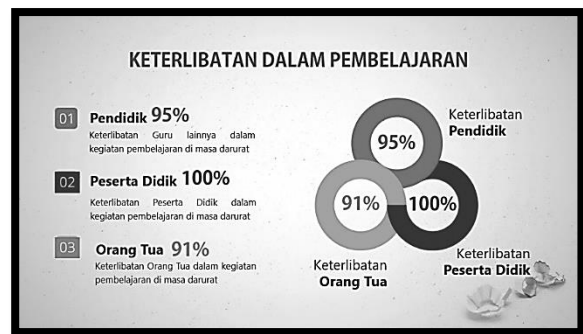 KETERLIBATAN DALAM PEMBELAJARAN
01 Pendidik 95%
Keterlibatan Guru lainnya dalam
kegiatan pembelajaran di masa darurat
02 Peserta Didik 100%
Keterlibatan Peserta Didik dalam
kegiatan pembelajaran di masa darurat
03 Orang Tua 91%
Keterlibatan Orang Tua dalam kegiatan
pembelajaran di masa darurat
Keterlibatan
Pendidik
95%
91%
100%
Keterlibatan
Orang Tua
Keterlibatan
Peserta Didik